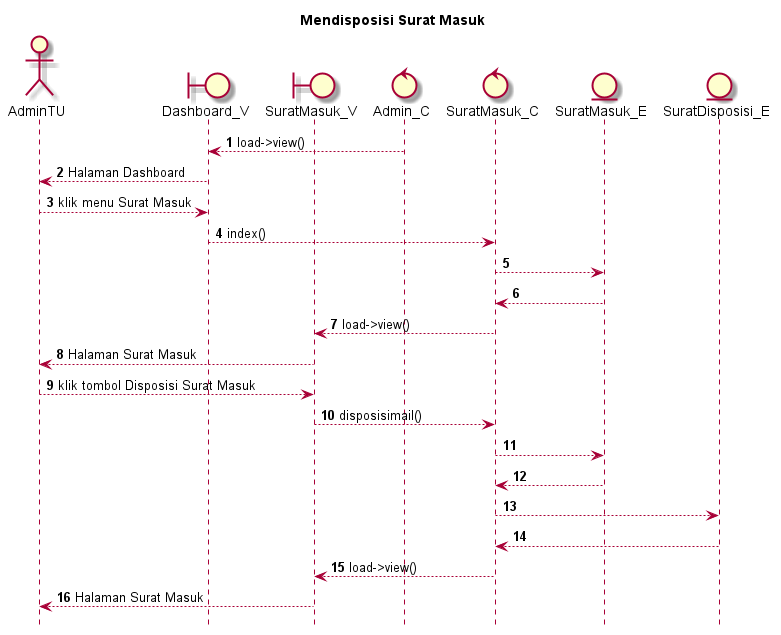 Mendisposisi Surat Masuk
AdminTU Dashboard_V SuratMasuk_V Admin_C SuratMasuk_C SuratMasuk_E SuratDisposisi_E
1 load->view()
2 Halaman Dashboard
3 klik menu Surat Masuk
4 index()
5
6
7 load->view()
8 Halaman Surat Masuk
9 klik tombol Disposisi Surat Masuk
10 disposisimail()
11
12
13
14
15 load->view()
16 Halaman Surat Masuk